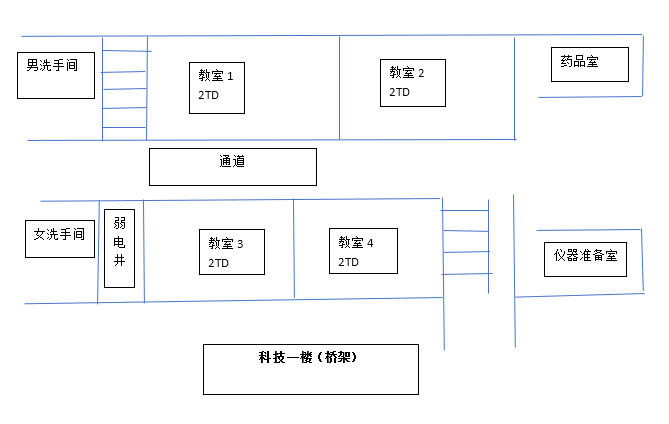 男洗手间
教室 1
2TD
教室 2
2TD
药品室
通道
女洗手间
弱
电
井
教室 3
2TD
教室 4
2TD
仪器准备室
科技一楼（桥架）